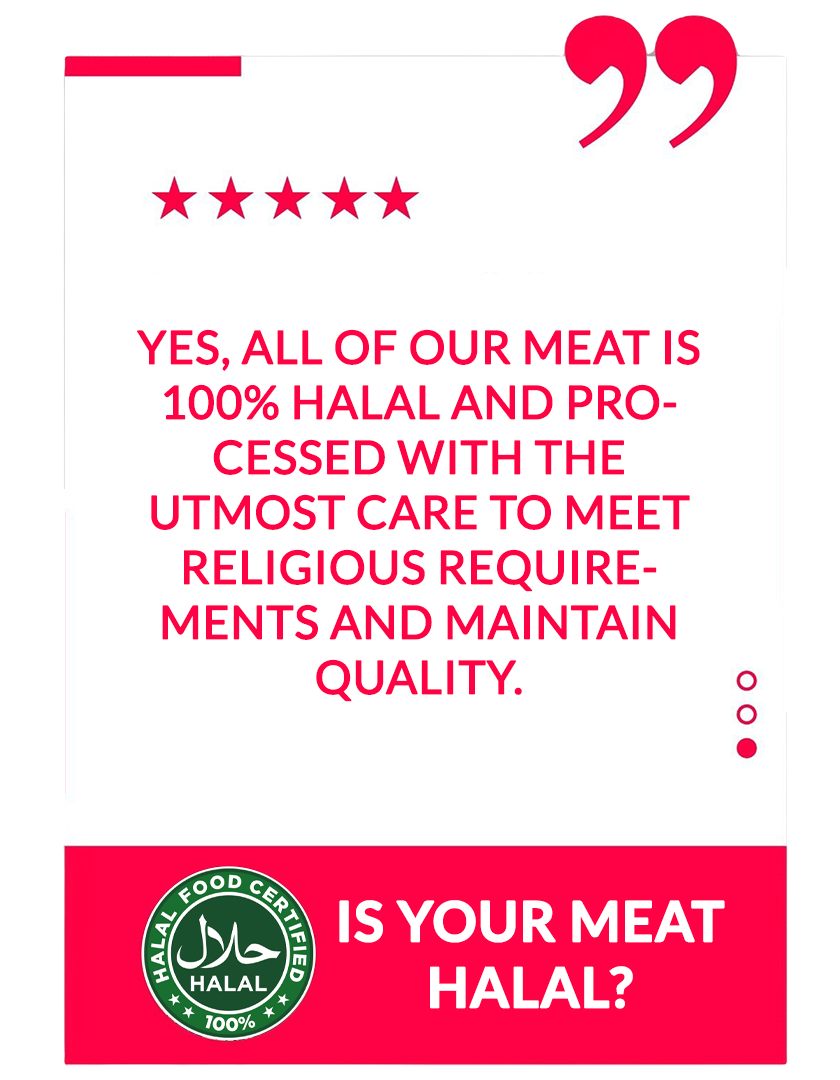 ”
YES, ALL OF OUR MEAT IS
100% HALAL AND PRO-
CESSED WITH THE
UTMOST CARE TO MEET
RELIGIOUS REQUIRE-
MENTS AND MAINTAIN
QUALITY.
HALAL FOOD CERTIFIED
حلال
HALAL
100%
IS YOUR MEAT
HALAL?